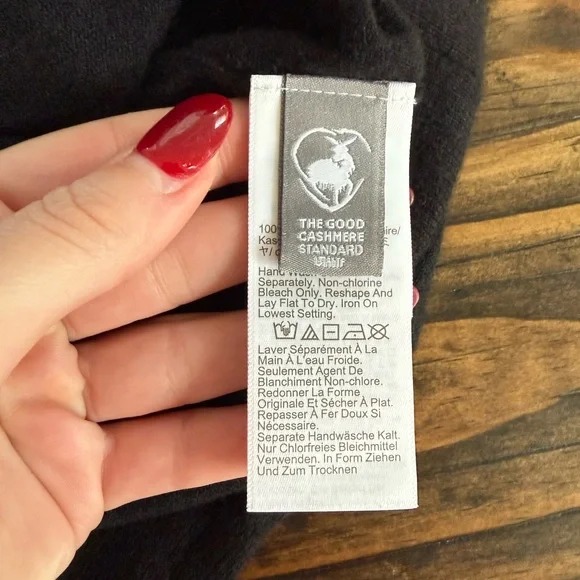 THE GOOD
CASHMERE
STANDARD
100
Separately. Non-chlorine
Bleach Only. Reshape And
Lay Flat To Dry. Iron On
Lowest Setting.
Laver Séparément À La
Main À L'eau Froide.
Seulement Agent De
Blanchiment Non-chlore.
Redonner La Forme
Originale Et Sécher À Plat.
Repasser À Fer Doux Si
Nécessaire.
Separate Handwäsche Kalt.
Nur Chlorfreies Bleichmittel
Verwenden. In Form Ziehen
Und Zum Trocknen